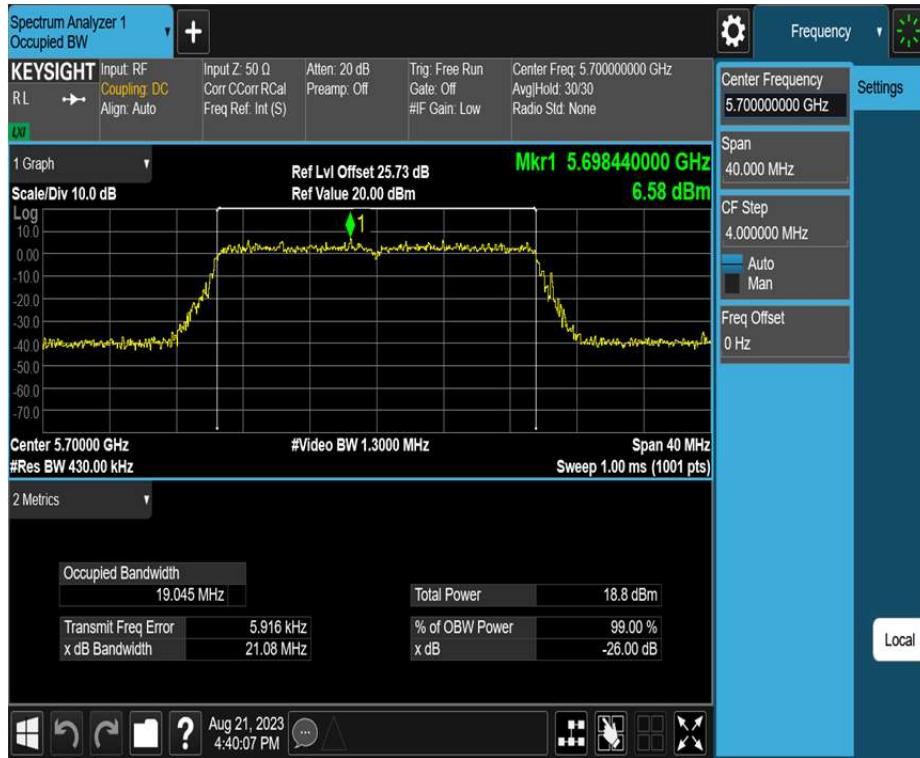 Spectrum Analyzer 1
Occupied BW
+
Frequency
KEYSIGHT
RL
LXI
Input: RF
Coupling: DC
Align: Auto
Input Z: 50 Ω
Corr CCorr RCal
Freq Ref: Int (S)
Atten: 20 dB
Preamp: Off
Trig: Free Run
Gate: Off
#IF Gain: Low
Center Freq: 5.700000000 GHz
Avg|Hold: 30/30
Radio Std: None
Center Frequency
5.700000000 GHz
Settings
Span
40.000 MHz
CF Step
4.000000 MHz
Auto
Man
Freq Offset
0 Hz
Local
1 Graph
Scale/Div 10.0 dB
Ref Lvl Offset 25.73 dB
Ref Value 20.00 dBm
Mkr1 5.698440000 GHz
6.58 dBm
Log
10.0
0.00
-10.0
-20.0
-30.0
-40.0
-50.0
-60.0
-70.0
1
Center 5.70000 GHz
#Res BW 430.00 kHz
#Video BW 1.3000 MHz
Span 40 MHz
Sweep 1.00 ms (1001 pts)
2 Metrics
Occupied Bandwidth
19.045 MHz
Total Power 18.8 dBm
Transmit Freq Error 5.916 kHz
% of OBW Power 99.00 %
x dB Bandwidth 21.08 MHz
x dB -26.00 dB
?
Aug 21, 2023
4:40:07 PM